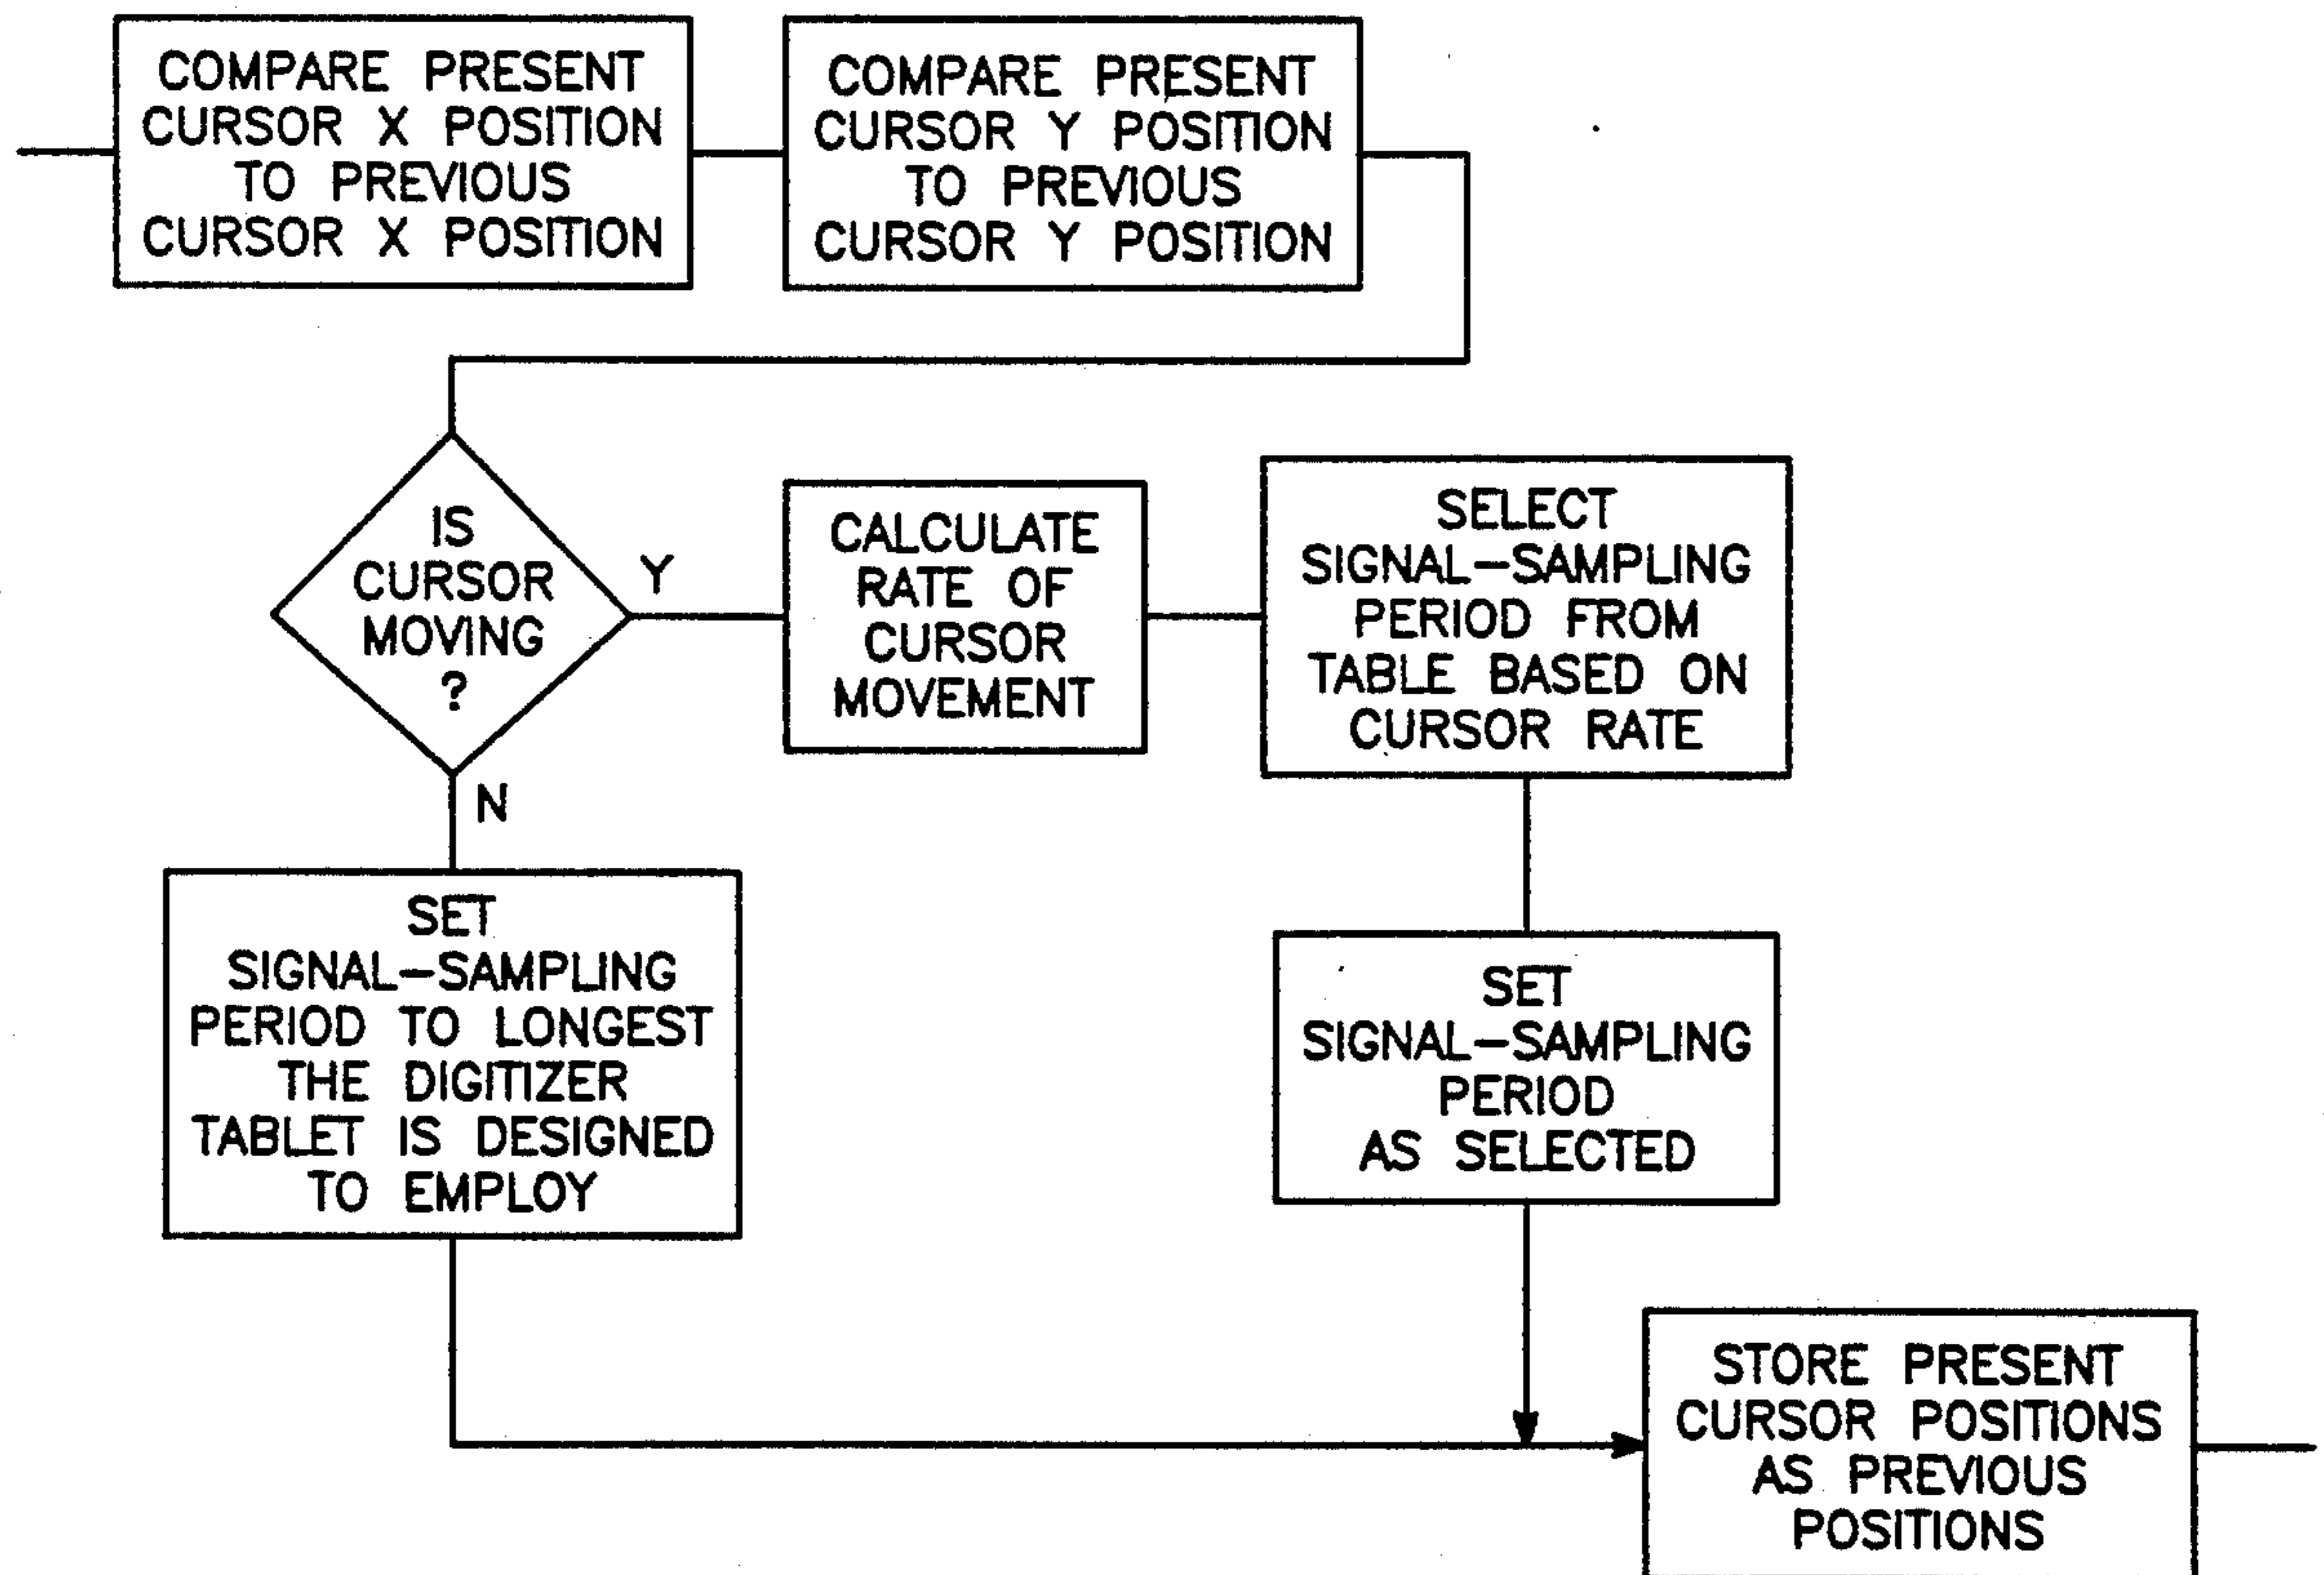 COMPARE PRESENT
CURSOR X POSITION
TO PREVIOUS
CURSOR X POSITION
COMPARE PRESENT
CURSOR Y POSITION
TO PREVIOUS
CURSOR Y POSITION
IS
CURSOR
MOVING
?
Y
CALCULATE
RATE OF
CURSOR
MOVEMENT
SELECT
SIGNAL-SAMPLING
PERIOD FROM
TABLE BASED ON
CURSOR RATE
N
SET
SIGNAL-SAMPLING
PERIOD TO LONGEST
THE DIGITIZER
TABLET IS DESIGNED
TO EMPLOY
SET
SIGNAL-SAMPLING
PERIOD
AS SELECTED
STORE PRESENT
CURSOR POSITIONS
AS PREVIOUS
POSITIONS